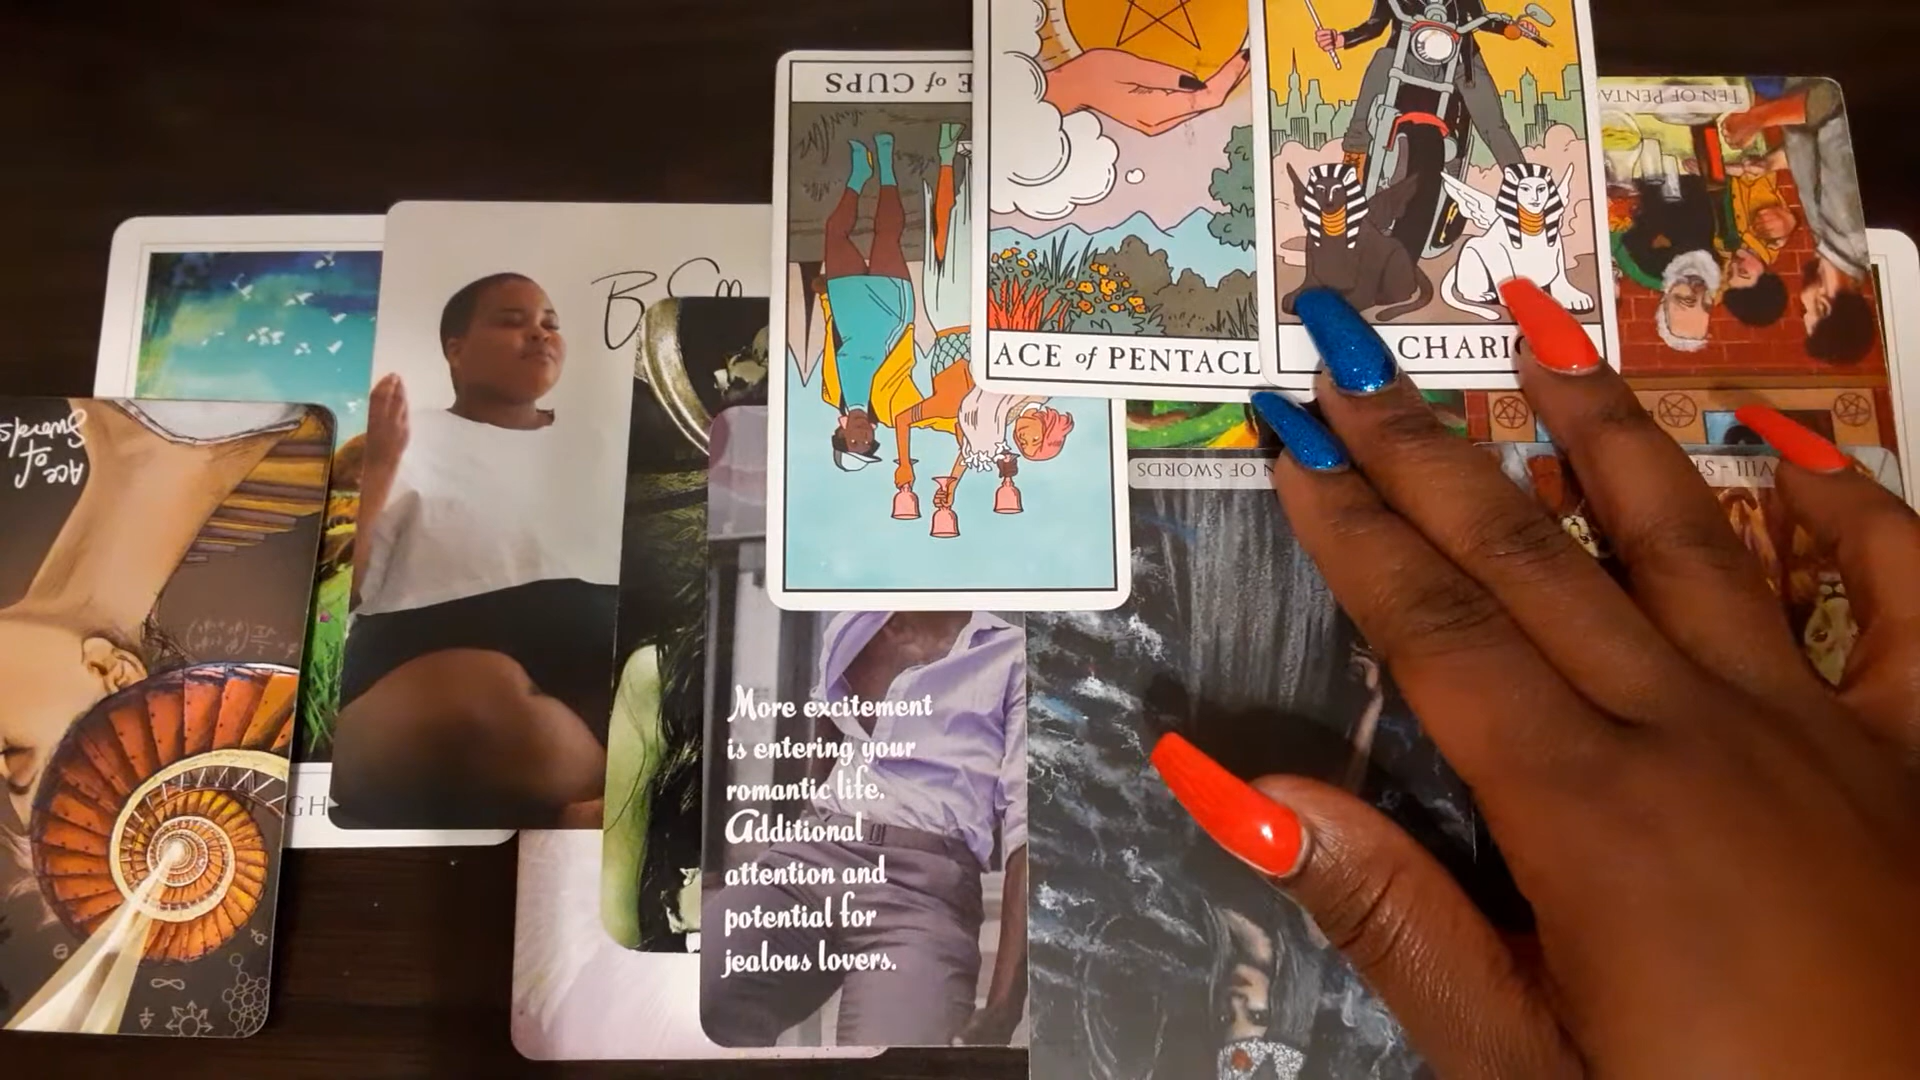 E of CUPS
ACE of PENTACL
CHARIO
TEN OF PENTA
Ace
of
Swords
N OF SWORDS
VIII - ST
GH
More excitement
is entering your
romantic life.
Additional
attention and
potential for
jealous lovers.